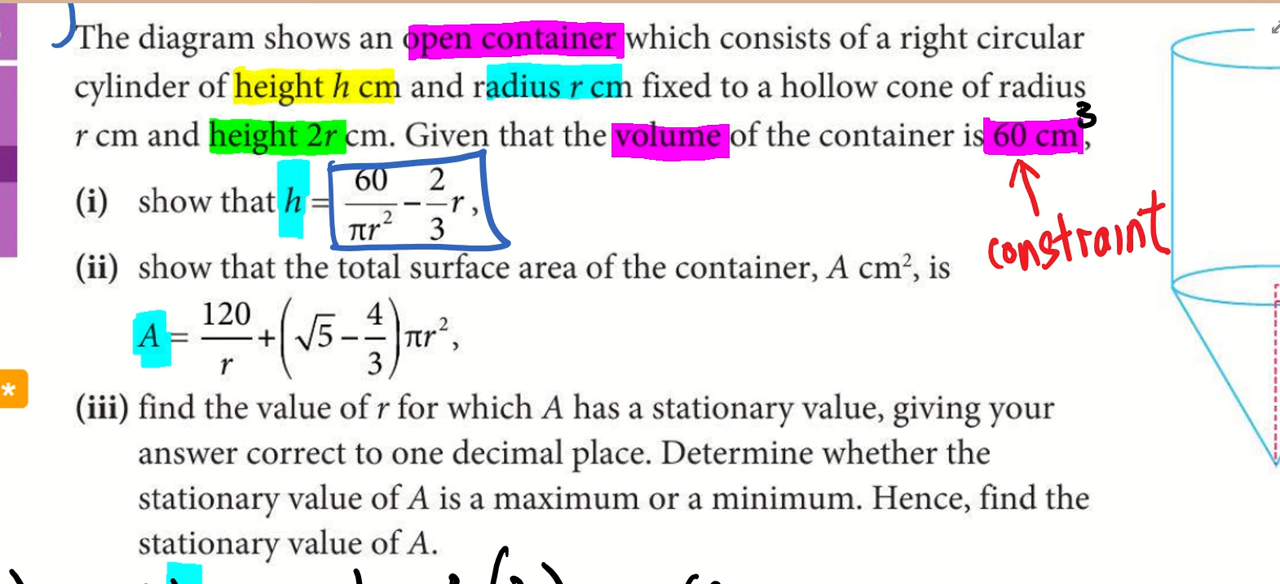 The diagram shows an open container which consists of a right circular
cylinder of height h cm and radius r cm fixed to a hollow cone of radius
r cm and height 2r cm. Given that the volume of the container is 60 cm³,
(i) show that h = 60/πr² − 2/3 r,
constraint
(ii) show that the total surface area of the container, A cm², is
A = 120/r + (√5 − 4/3)πr²,
*
(iii) find the value of r for which A has a stationary value, giving your
answer correct to one decimal place. Determine whether the
stationary value of A is a maximum or a minimum. Hence, find the
stationary value of A.